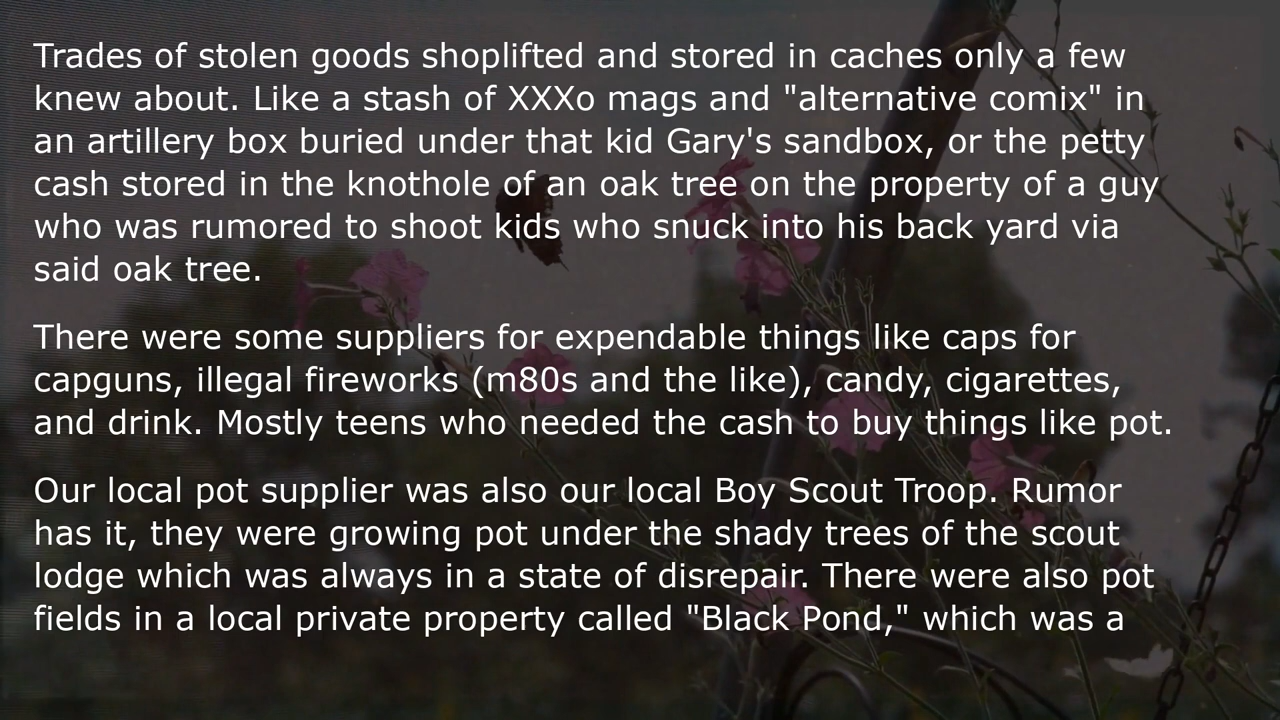 Trades of stolen goods shoplifted and stored in caches only a few
knew about. Like a stash of XXXo mags and "alternative comix" in
an artillery box buried under that kid Gary's sandbox, or the petty
cash stored in the knothole of an oak tree on the property of a guy
who was rumored to shoot kids who snuck into his back yard via
said oak tree.
There were some suppliers for expendable things like caps for
capguns, illegal fireworks (m80s and the like), candy, cigarettes,
and drink. Mostly teens who needed the cash to buy things like pot.
Our local pot supplier was also our local Boy Scout Troop. Rumor
has it, they were growing pot under the shady trees of the scout
lodge which was always in a state of disrepair. There were also pot
fields in a local private property called "Black Pond," which was a